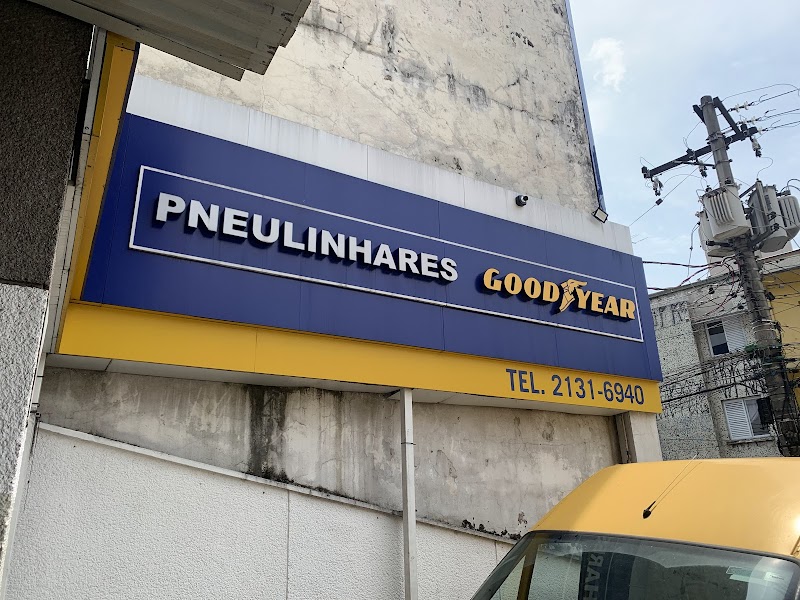 PNEULINHARES GOODYEAR
TEL. 2131-6940